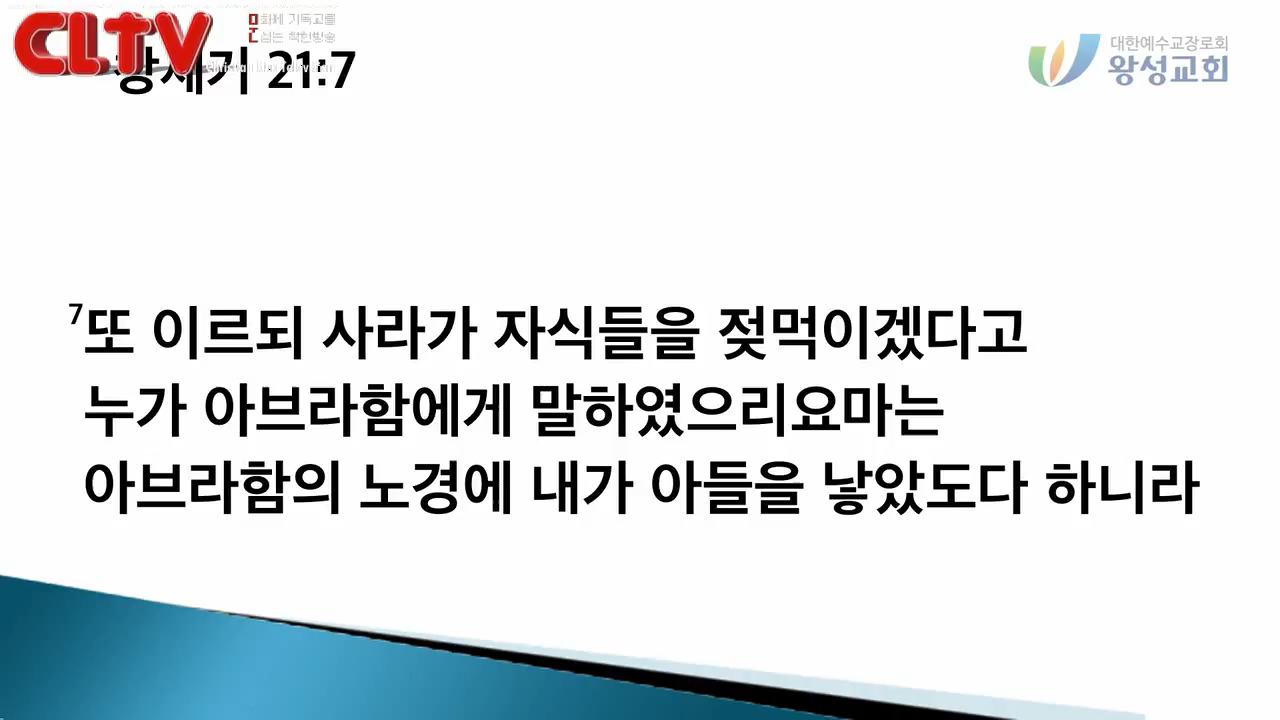 CLTV
대한예수교장로회
왕성교회
창세기 21:7
7또 이르되 사라가 자식들을 젖먹이겠다고
누가 아브라함에게 말하였으리요마는
아브라함의 노경에 내가 아들을 낳았도다 하니라